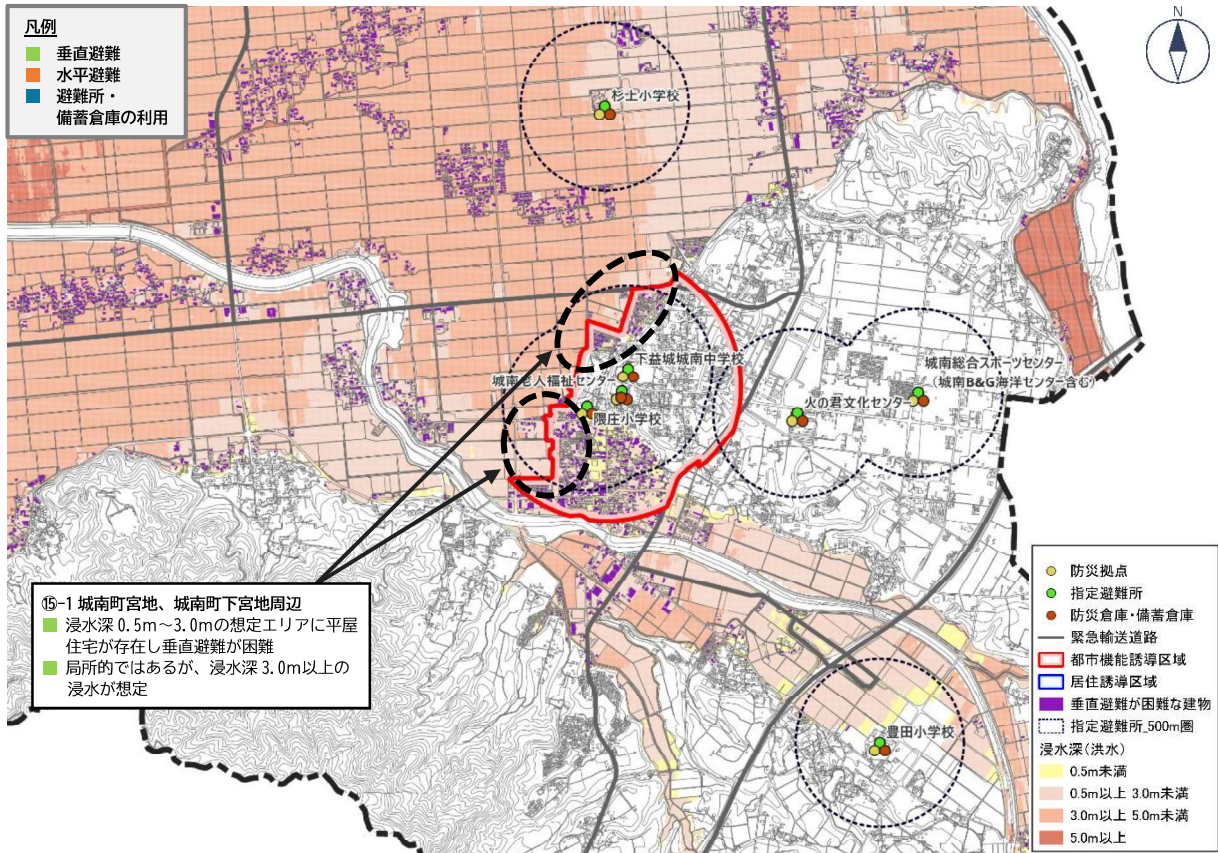 凡例
垂直避難
水平避難
避難所・
備蓄倉庫の利用
N
杉上小学校
下益城城南中学校
城南老人福祉センター
隈庄小学校
城南総合スポーツセンター
(城南B&G海洋センター含む)
火の君文化センター
豊田小学校
⑮-1 城南町宮地、城南町下宮地周辺
浸水深 0.5m～3.0mの想定エリアに平屋
住宅が存在し垂直避難が困難
局所的ではあるが、浸水深 3.0m以上の
浸水が想定
防災拠点
指定避難所
防災倉庫・備蓄倉庫
緊急輸送道路
都市機能誘導区域
居住誘導区域
垂直避難が困難な建物
指定避難所_500m圏
浸水深(洪水)
0.5m未満
0.5m以上 3.0m未満
3.0m以上 5.0m未満
5.0m以上